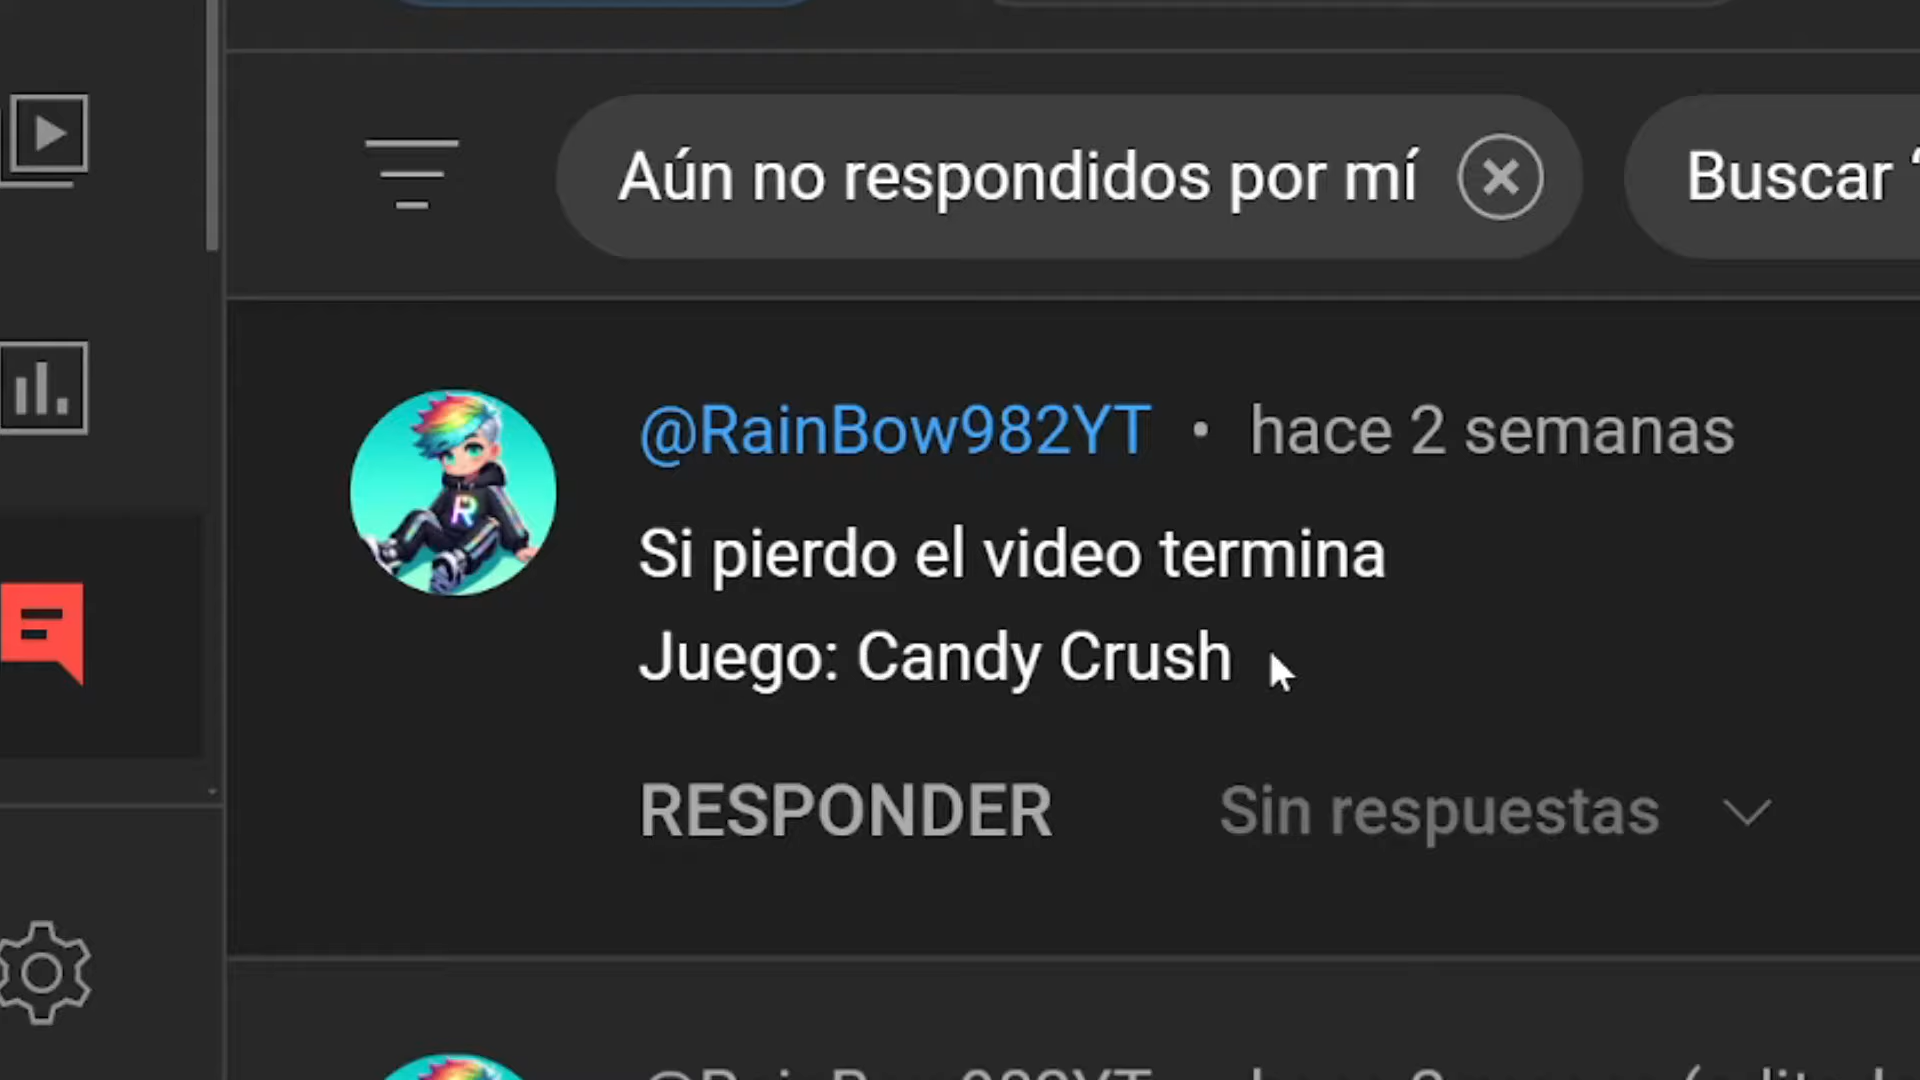 Aún no respondidos por mí
Buscar “
@RainBow982YT • hace 2 semanas
Si pierdo el video termina
Juego: Candy Crush
RESPONDER
Sin respuestas
@RainBow982YT